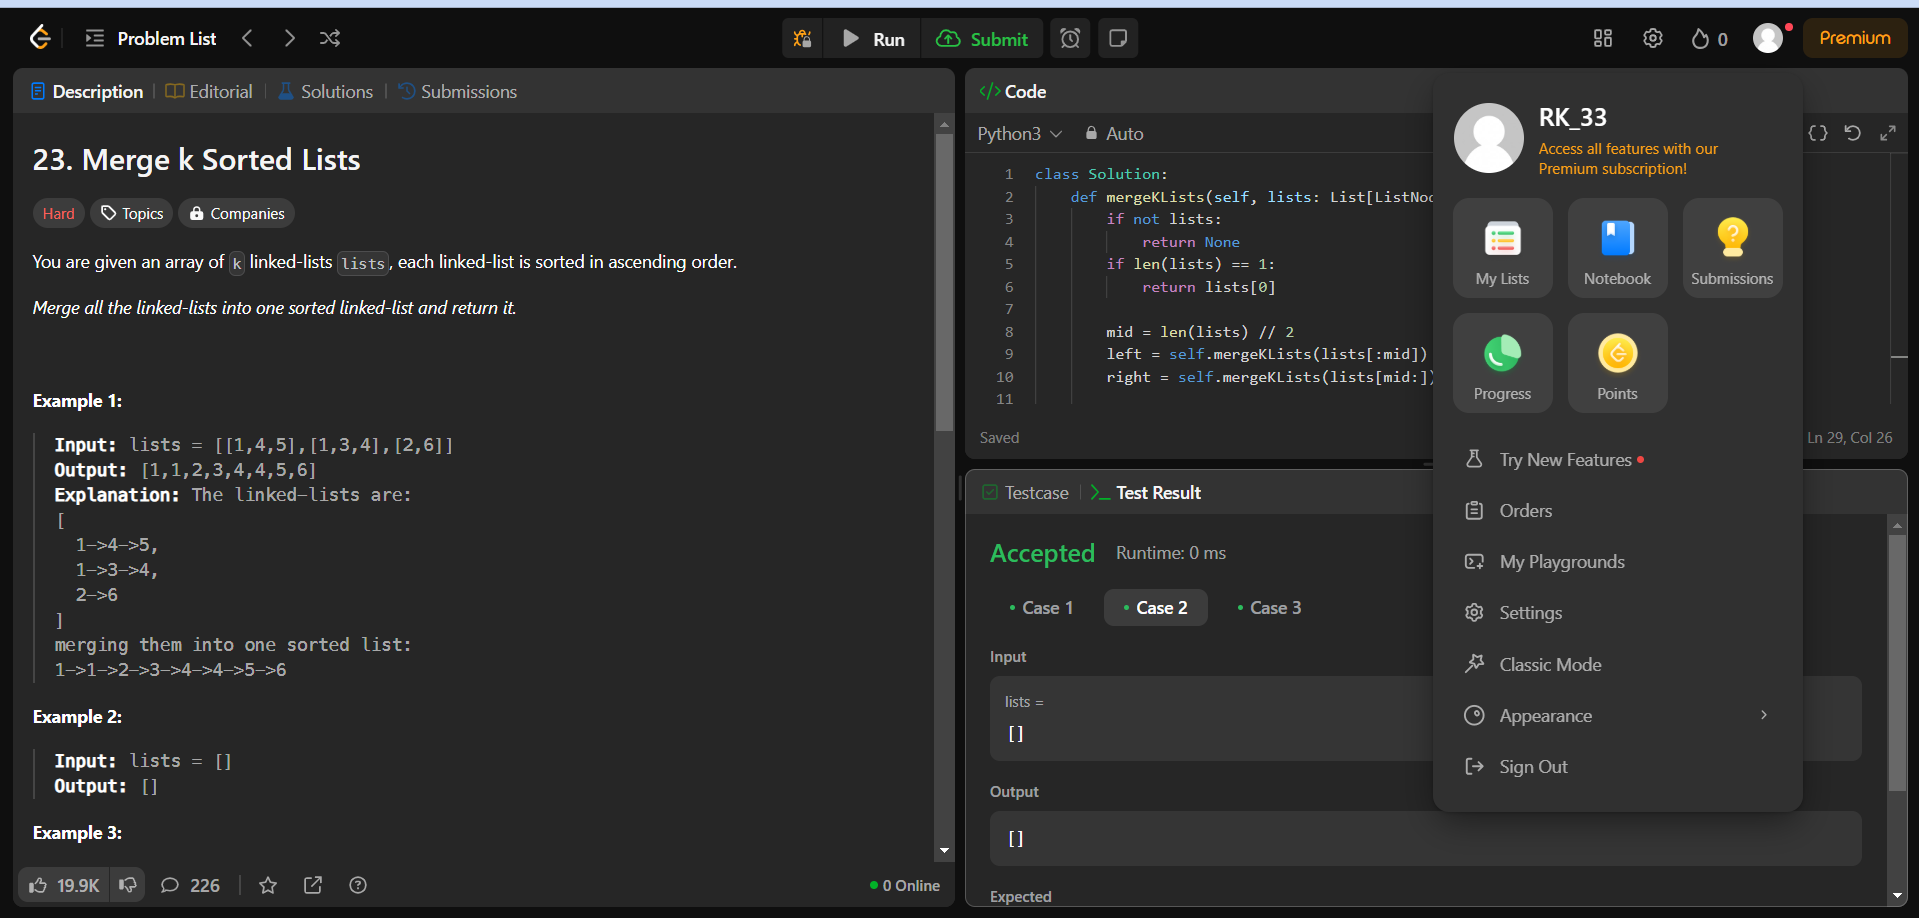 Problem List
Run
Submit
0
Premium
Description
Editorial
Solutions
Submissions
23. Merge k Sorted Lists
Hard
Topics
Companies
You are given an array of k linked-lists lists, each linked-list is sorted in ascending order.
Merge all the linked-lists into one sorted linked-list and return it.
Example 1:
Input: lists = [[1,4,5],[1,3,4],[2,6]]
Output: [1,1,2,3,4,4,5,6]
Explanation: The linked-lists are:
[
  1->4->5,
  1->3->4,
  2->6
]
merging them into one sorted list:
1->1->2->3->4->4->5->6
Example 2:
Input: lists = []
Output: []
Example 3:
19.9K
226
0 Online
</> Code
Python3
Auto
1 class Solution:
2     def mergeKLists(self, lists: List[ListNod
3         if not lists:
4             return None
5         if len(lists) == 1:
6             return lists[0]
7
8         mid = len(lists) // 2
9         left = self.mergeKLists(lists[:mid])
10         right = self.mergeKLists(lists[mid:])
11
Saved
Ln 29, Col 26
Testcase
Test Result
Accepted
Runtime: 0 ms
Case 1
Case 2
Case 3
Input
lists =
[]
Output
[]
Expected
RK_33
Access all features with our
Premium subscription!
My Lists
Notebook
Submissions
Progress
Points
Try New Features
Orders
My Playgrounds
Settings
Classic Mode
Appearance
Sign Out